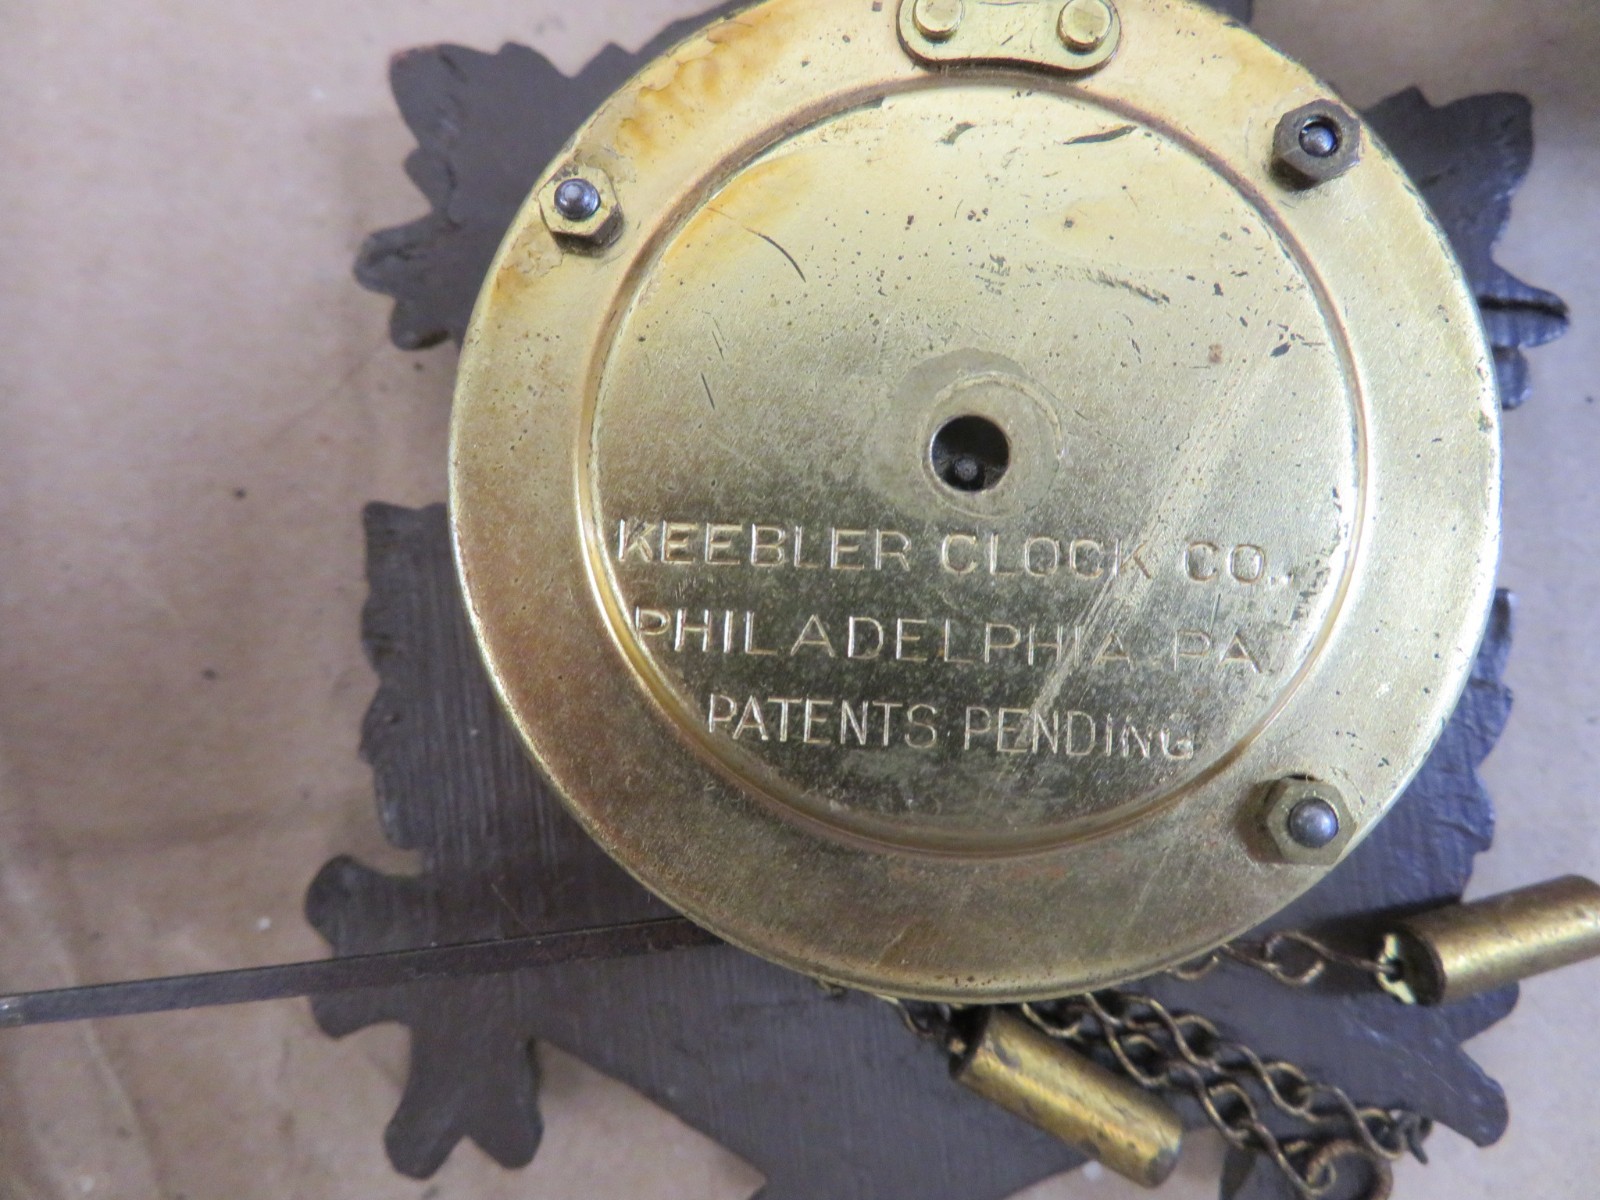 KEEBLER CLOCK CO.
PHILADELPHIA, PA
PATENTS PENDING